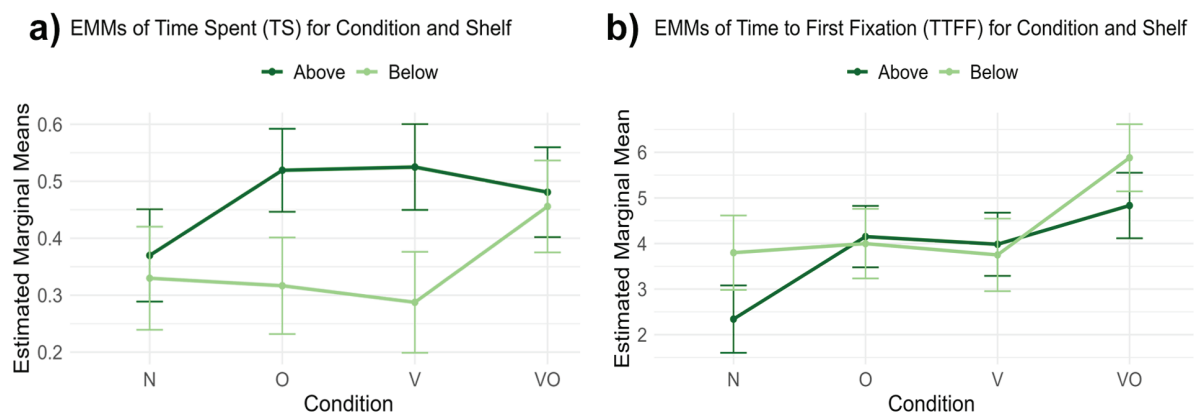 a) EMMs of Time Spent (TS) for Condition and Shelf
Above Below
Estimated Marginal Means
0.6
0.5
0.4
0.3
0.2
N O V VO
Condition
b) EMMs of Time to First Fixation (TTFF) for Condition and Shelf
Above Below
Estimated Marginal Mean
6
5
4
3
2
N O V VO
Condition